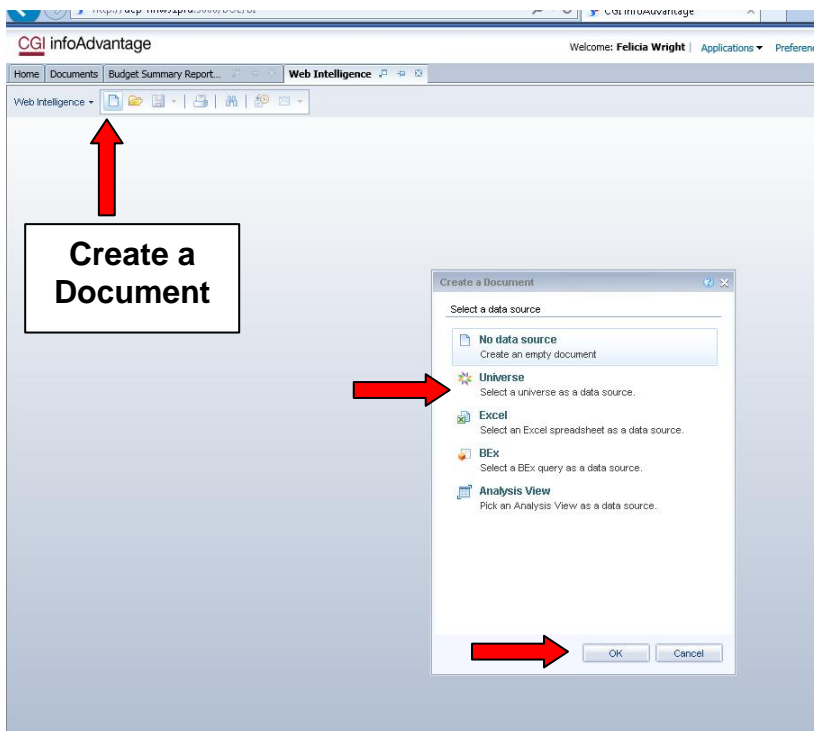 CGI infoAdvantage
CGI infoAdvantage
Welcome: Felicia Wright | Applications
Home Documents Budget Summary Report... Web Intelligence
Web Intelligence
Create a
Document
Create a Document
Select a data source
No data source
Create an empty document
Universe
Select a universe as a data source.
Excel
Select an Excel spreadsheet as a data source.
BEx
Select a BEx query as a data source.
Analysis View
Pick an Analysis View as a data source.
OK Cancel